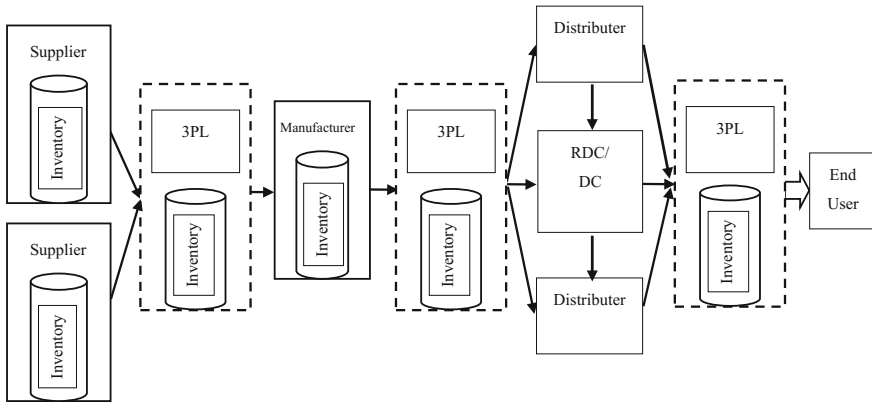 Supplier
Inventory
Supplier
Inventory
3PL
Inventory
Manufacturer
Inventory
3PL
Inventory
Distributer
RDC/
DC
Distributer
3PL
Inventory
End
User